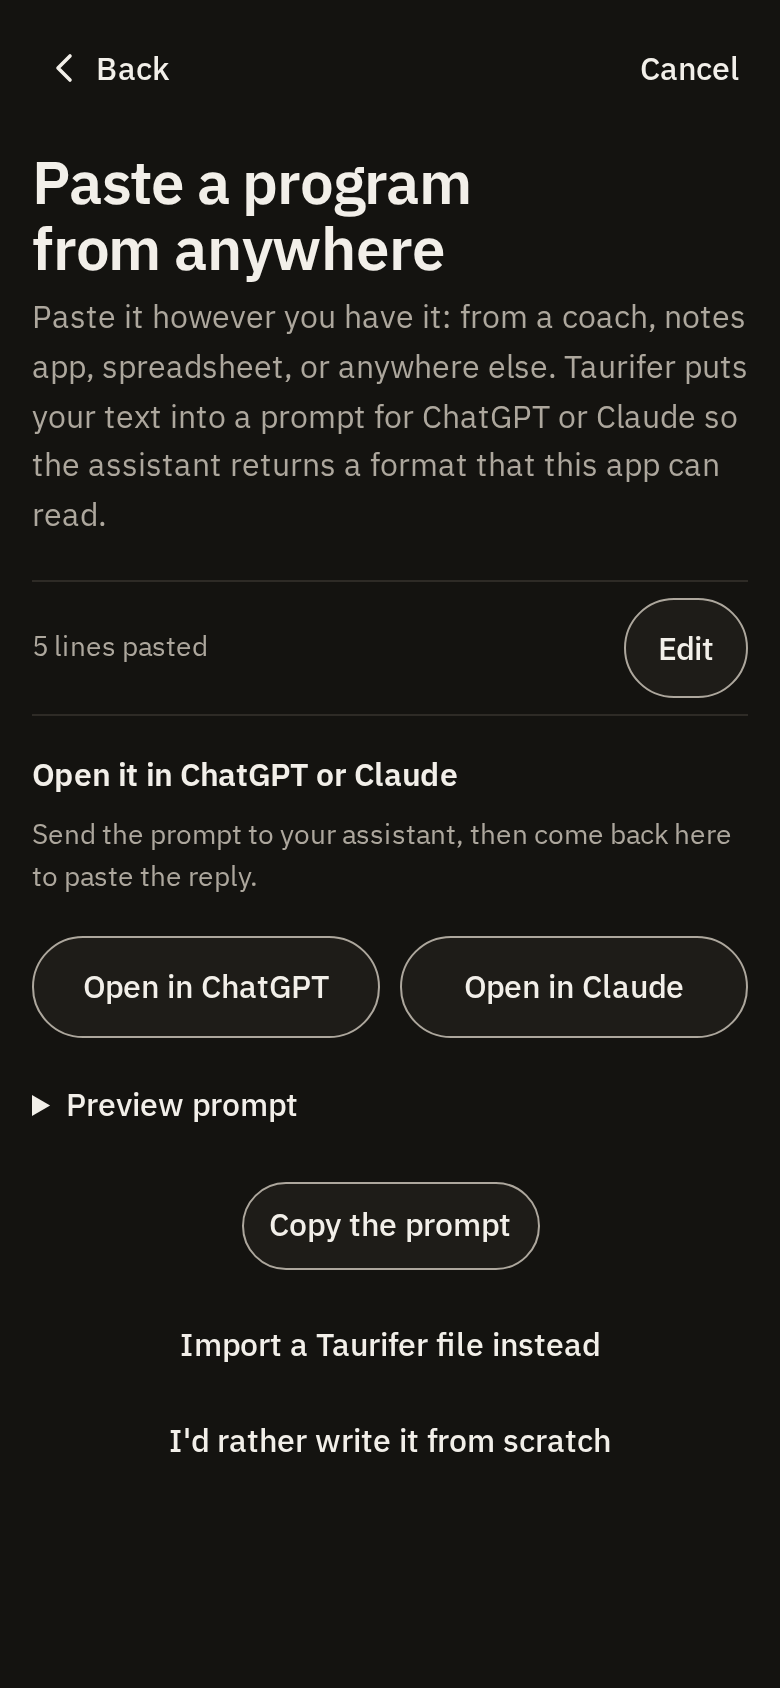 Back
Cancel
Paste a program
from anywhere
Paste it however you have it: from a coach, notes
app, spreadsheet, or anywhere else. Taurifer puts
your text into a prompt for ChatGPT or Claude so
the assistant returns a format that this app can
read.
5 lines pasted
Edit
Open it in ChatGPT or Claude
Send the prompt to your assistant, then come back here
to paste the reply.
Open in ChatGPT
Open in Claude
Preview prompt
Copy the prompt
Import a Taurifer file instead
I'd rather write it from scratch